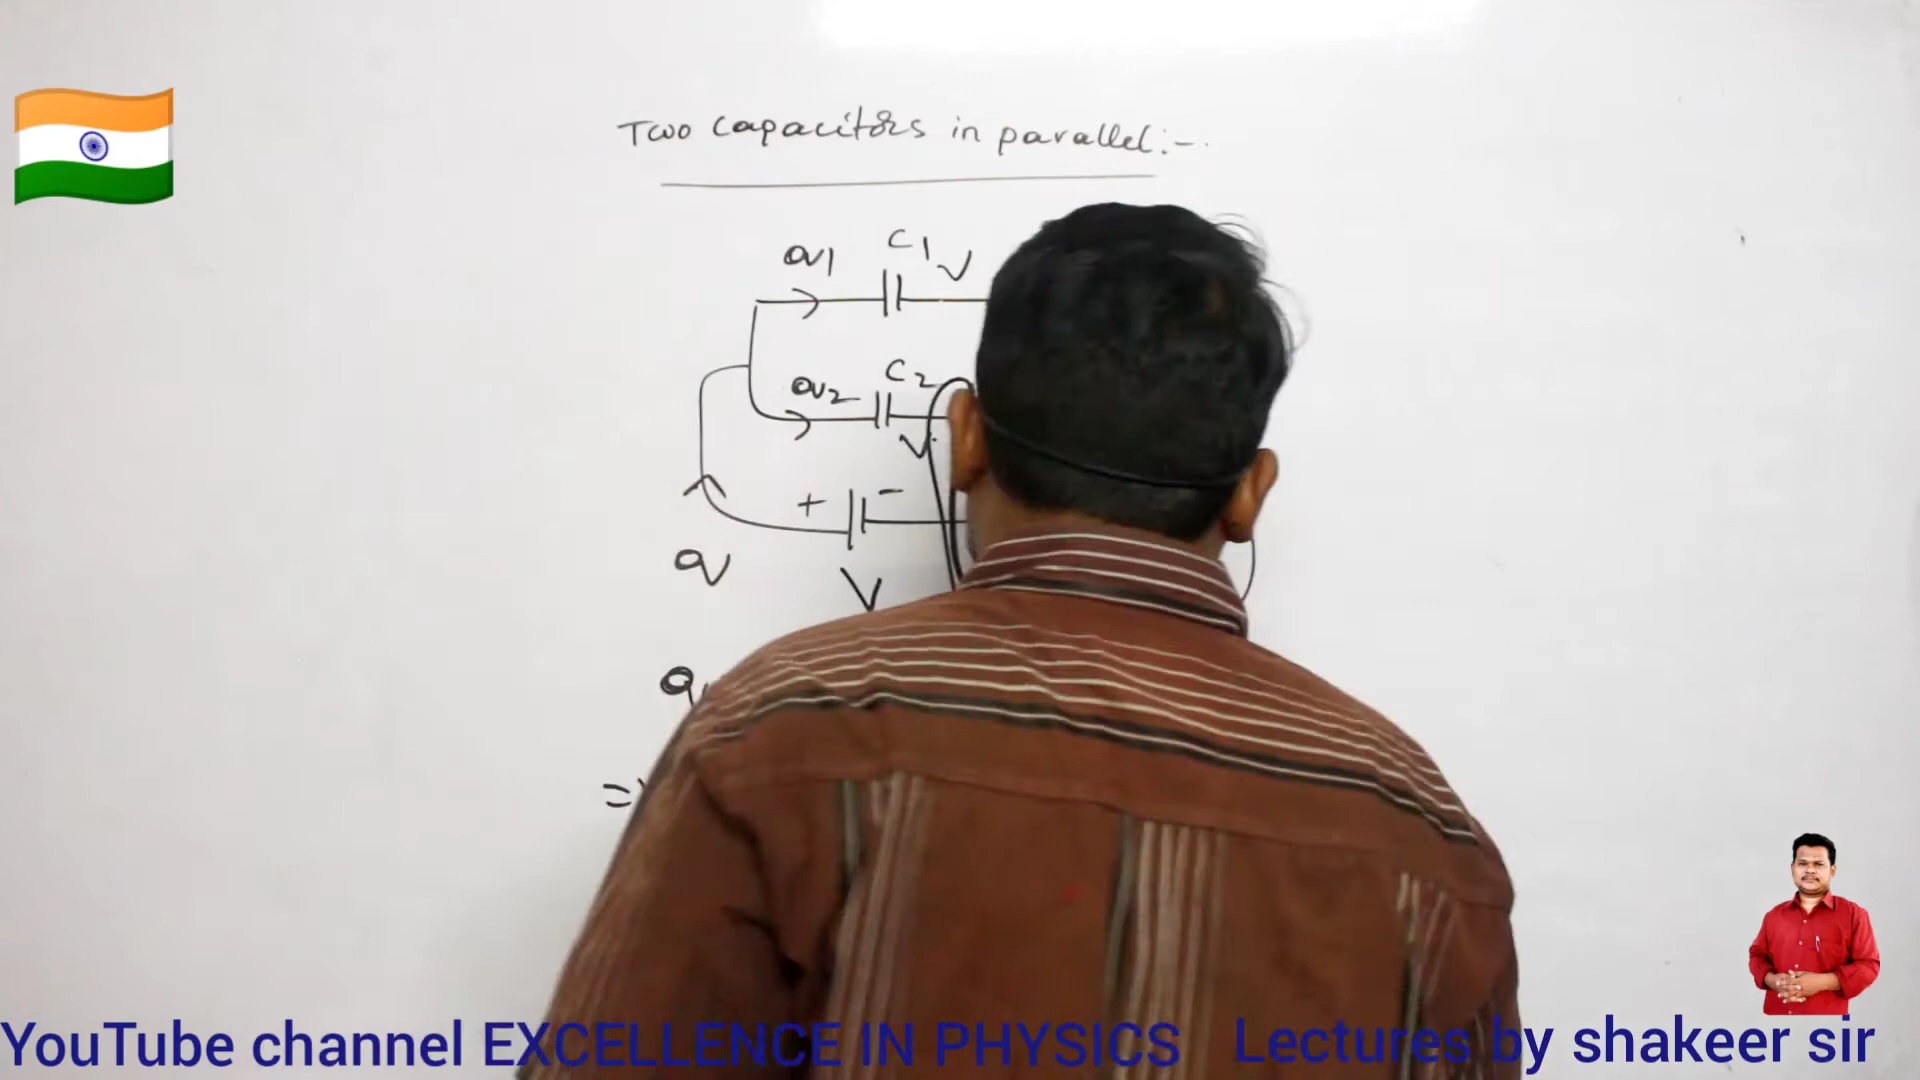 Two capacitors in parallel:-
q1 C1 V
q2 C2
V
+ -
q V
q
=>
YouTube channel EXCELLENCE IN PHYSICS Lectures by shakeer sir